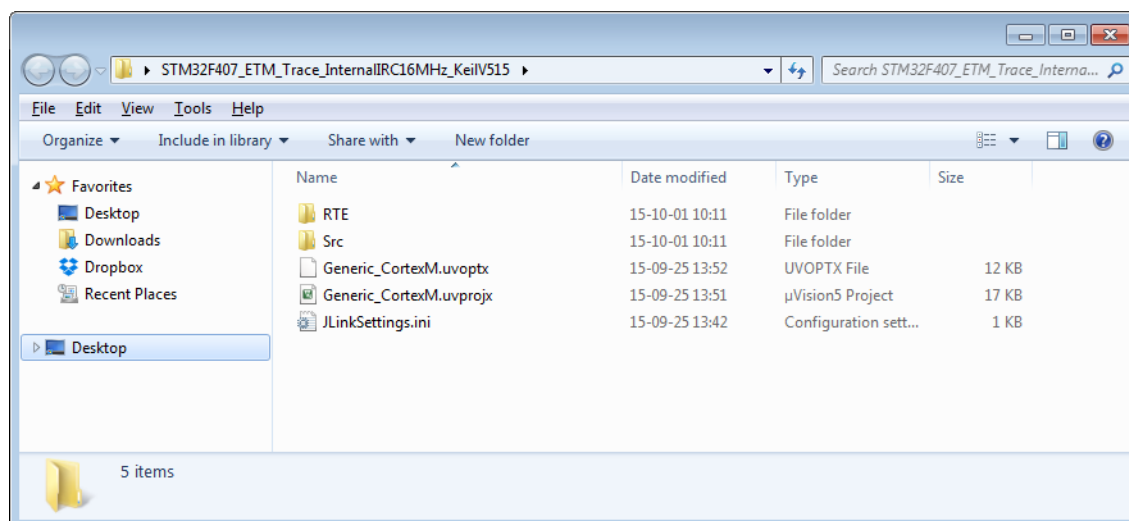 STM32F407_ETM_Trace_InternalIRC16MHz_KeilV515
Search STM32F407_ETM_Trace_Interna...
File Edit View Tools Help
Organize Include in library Share with New folder
Name Date modified Type Size
Favorites
Desktop
Downloads
Dropbox
Recent Places
Desktop
RTE 15-10-01 10:11 File folder
Src 15-10-01 10:11 File folder
Generic_CortexM.uvoptx 15-09-25 13:52 UVOPTX File 12 KB
Generic_CortexM.uvprojx 15-09-25 13:51 µVision5 Project 17 KB
JLinkSettings.ini 15-09-25 13:42 Configuration sett... 1 KB
5 items